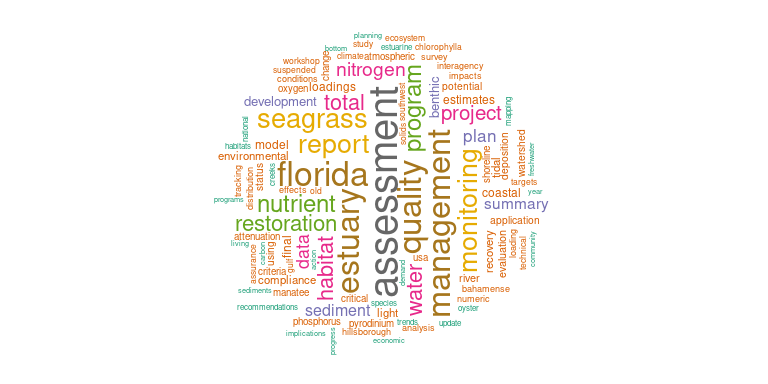 planning
bottom
study
estuarine
ecosystem
chlorophylla
workshop
change
climate
atmospheric
survey
suspended
nitrogen
interagency
conditions
impacts
oxygen
loadings
program
southwest
solids
benthic
potential
development
total
estimates
mapping
national
seagrass
assessment
project
habitats
model
report
quality
management
plan
watershed
freshwater
environmental
florida
shoreline
tidal
deposition
tracking
distribution
status
creeks
effects
old
monitoring
targets
programs
nutrient
estuary
coastal
year
restoration
summary
attenuation
application
living
carbon
using
final
data
habitat
usa
water
recovery
evaluation
loading
technical
community
assurance
criteria
gulf
action
demand
compliance
river
sediments
manatee
bahamense
critical
numeric
recommendations
sediment
species
light
oyster
phosphorus
pyrodinium
trends
update
implications
hillsborough
analysis
progress
economic